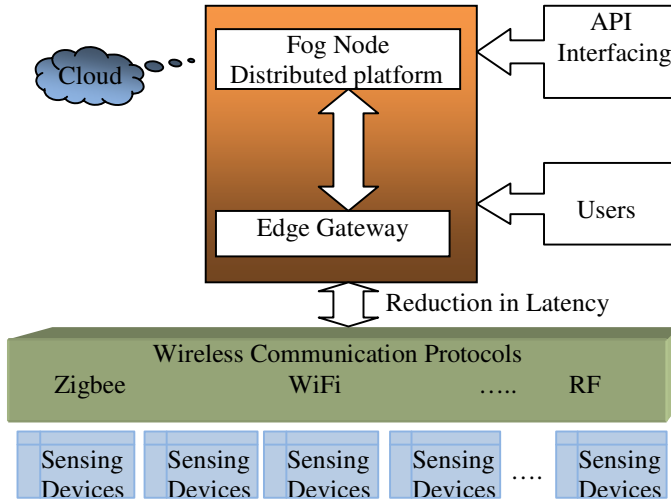 Cloud
Fog Node
Distributed platform
API
Interfacing
Edge Gateway
Users
Reduction in Latency
Wireless Communication Protocols
Zigbee WiFi ..... RF
Sensing Sensing Sensing Sensing Sensing
Devices Devices Devices Devices .... Devices